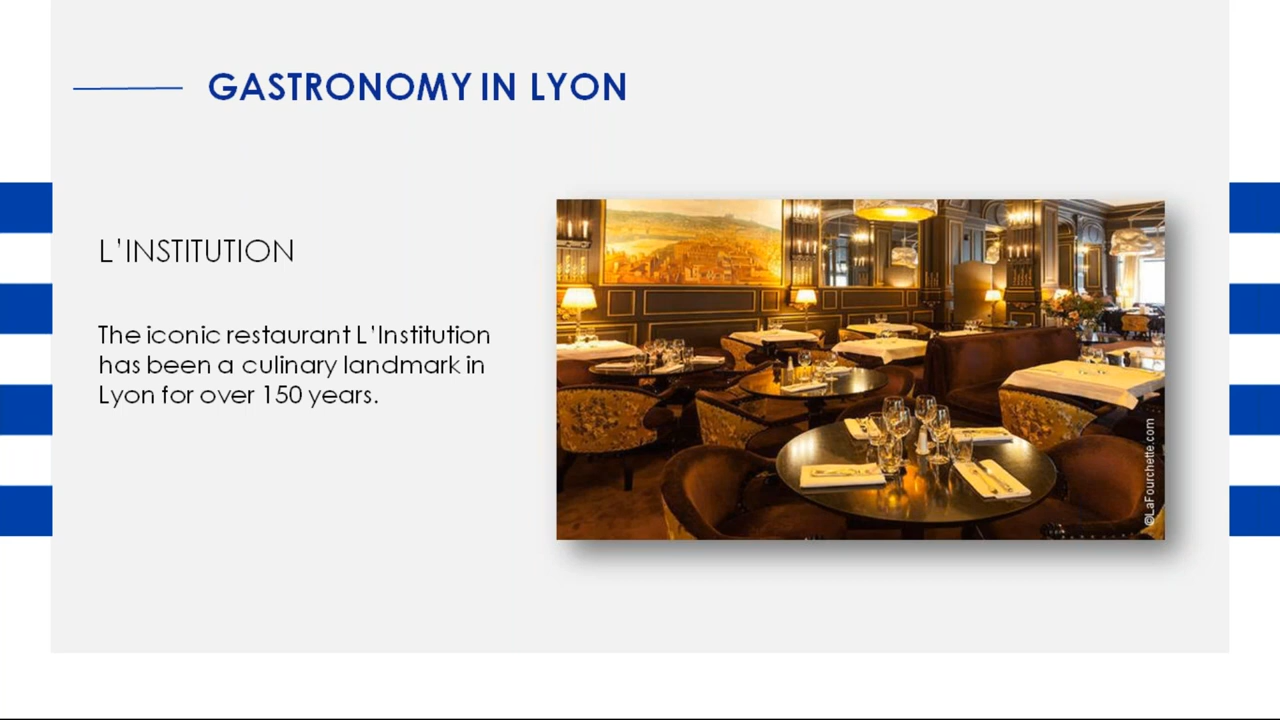 GASTRONOMY IN LYON
L'INSTITUTION
The iconic restaurant L'Institution
has been a culinary landmark in
Lyon for over 150 years.
©LaFourchette.com